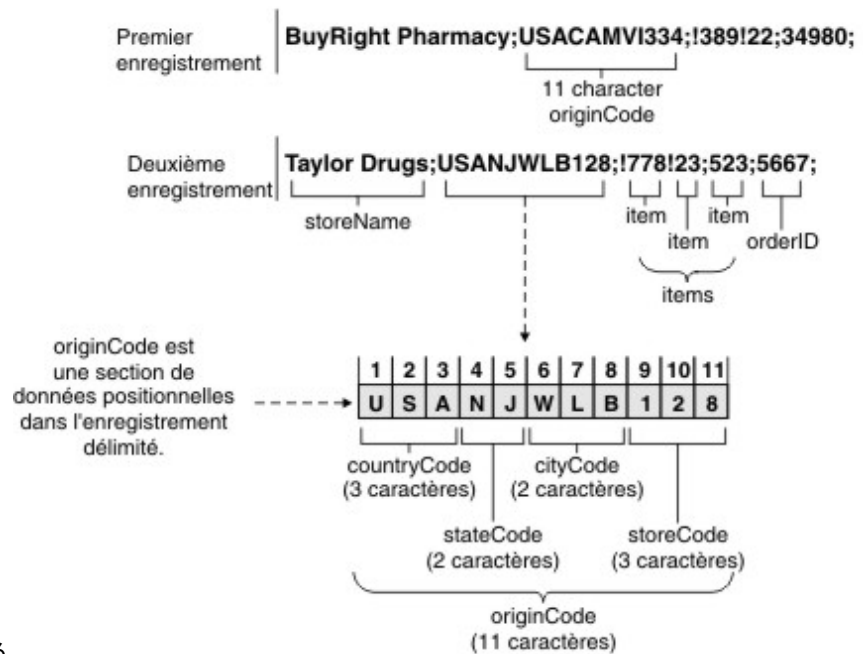 Premier
enregistrement
BuyRight Pharmacy;USACAMVI334;!389!22;34980;
11 character
originCode
Deuxième
enregistrement
Taylor Drugs;USANJWLB128;!778!23;523;5667;
storeName
item
item
item
orderID
items
originCode est
une section de
données positionnelles
dans l'enregistrement
délimité.
1 2 3 4 5 6 7 8 9 10 11
U S A N J W L B 1 2 8
countryCode
(3 caractères)
cityCode
(2 caractères)
stateCode
(2 caractères)
storeCode
(3 caractères)
originCode
(11 caractères)